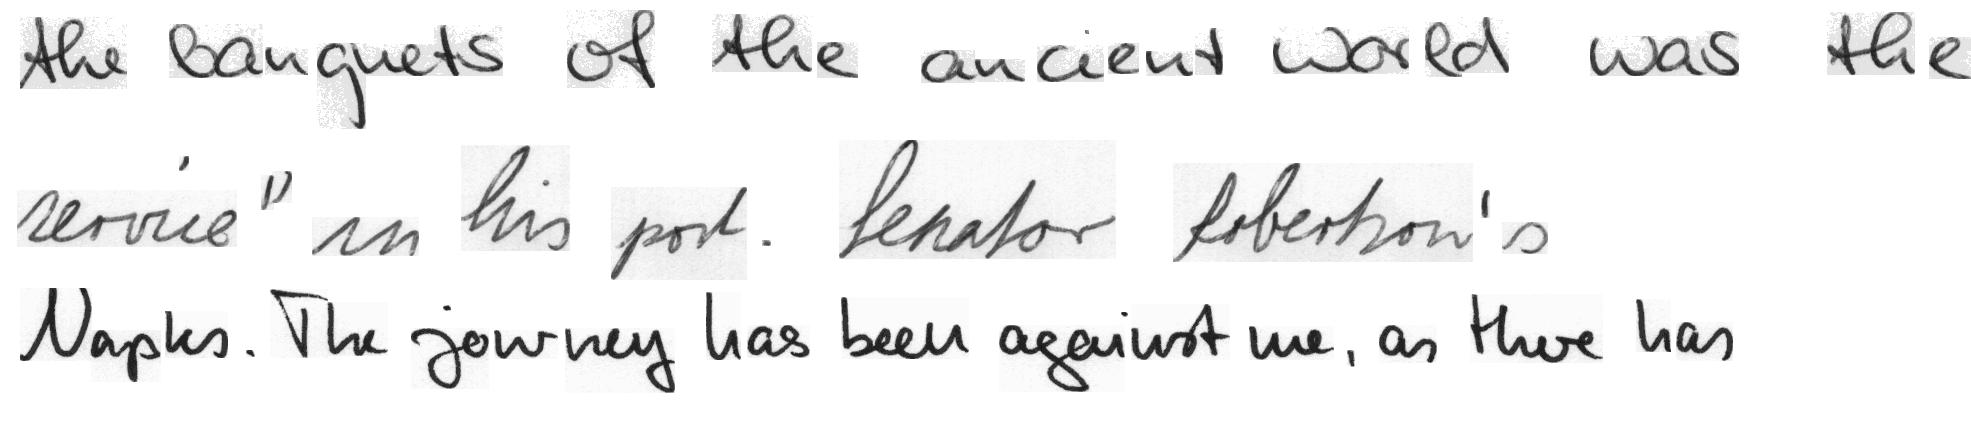 the banquets of the ancient world was the
service" in his post. Senator Robertson's
Naples. The journey has been against me, as there has